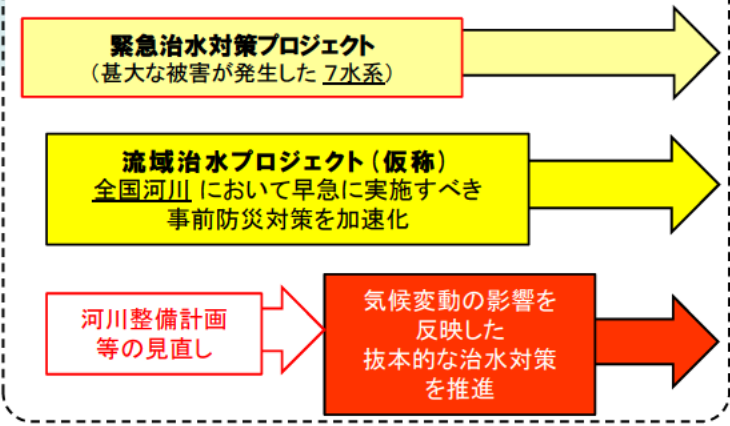 緊急治水対策プロジェクト
（甚大な被害が発生した 7水系）
流域治水プロジェクト（仮称）
全国河川 において早急に実施すべき
事前防災対策を加速化
河川整備計画
等の見直し
気候変動の影響を
反映した
抜本的な治水対策
を推進